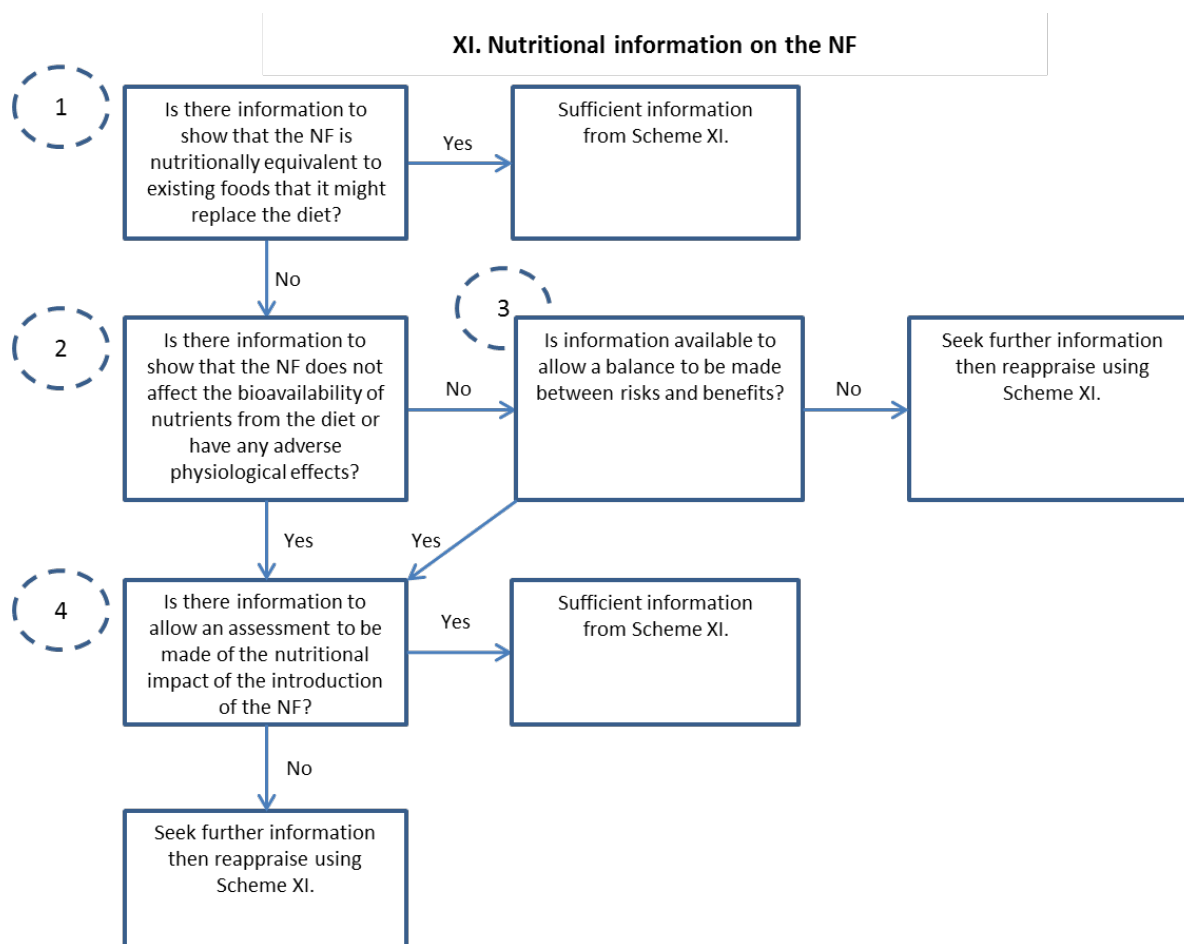 XI. Nutritional information on the NF
1
Is there information to
show that the NF is
nutritionally equivalent to
existing foods that it might
replace the diet?
Yes
Sufficient information
from Scheme XI.
No
2
Is there information to
show that the NF does not
affect the bioavailability of
nutrients from the diet or
have any adverse
physiological effects?
No
3
Is information available to
allow a balance to be made
between risks and benefits?
No
Seek further information
then reappraise using
Scheme XI.
Yes
Yes
4
Is there information to
allow an assessment to be
made of the nutritional
impact of the introduction
of the NF?
Yes
Sufficient information
from Scheme XI.
No
Seek further information
then reappraise using
Scheme XI.